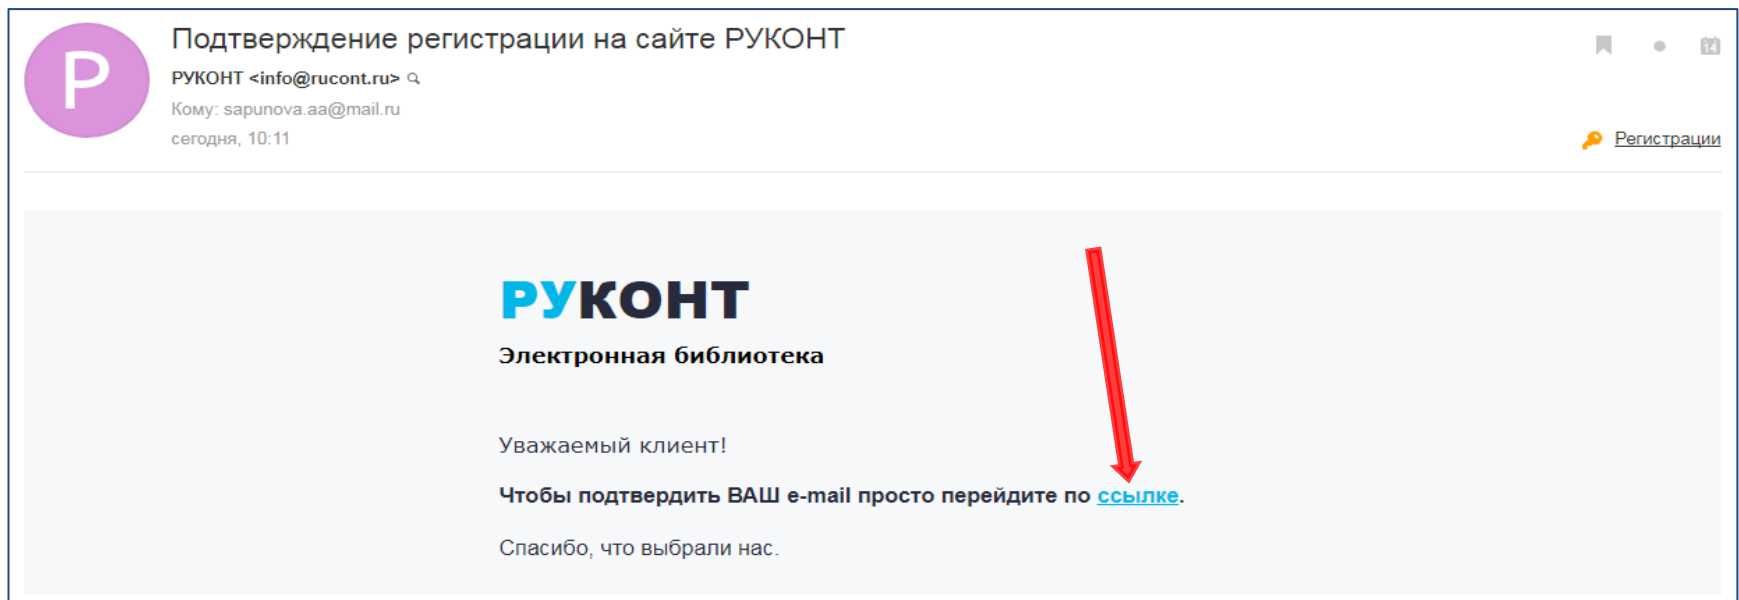 Р
Подтверждение регистрации на сайте РУКОНТ
РУКОНТ <info@rucont.ru>
Кому: sapunova.aa@mail.ru
сегодня, 10:11
14
Регистрации
РУКОНТ
Электронная библиотека
Уважаемый клиент!
Чтобы подтвердить ВАШ e-mail просто перейдите по ссылке.
Спасибо, что выбрали нас.